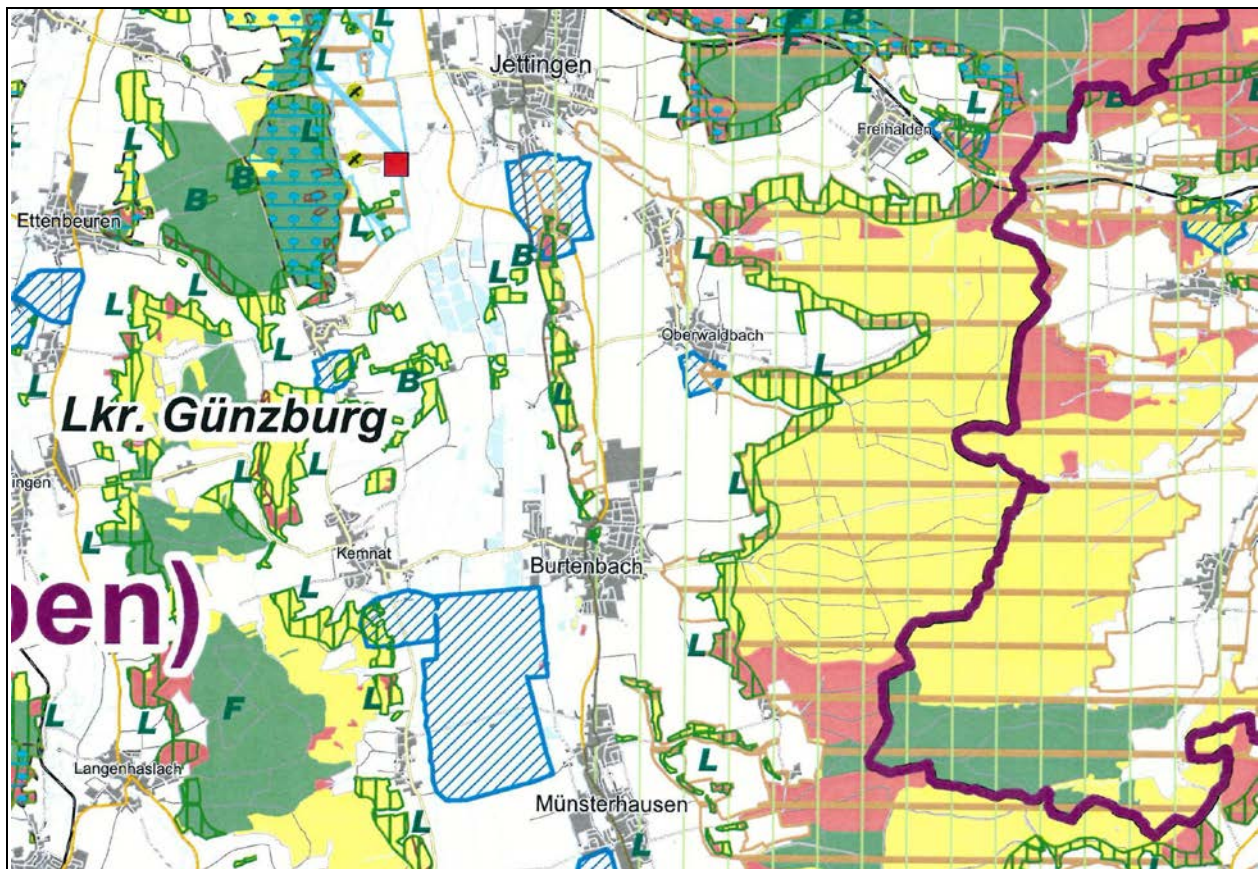 L
B
F
L
Jettingen
L
L
L
L
B
Freihalden
L
L
B
B
L
Ettenbeuren
L
L
B
L
L
L
L
Oberwaldbach
L
L
B
L
Lkr. Günzburg
L
L
L
ingen
L
Kemnat
Burtenbach
L
ben)
L
L
F
L
L
L
L
Langenhaslach
Münsterhausen
L
L
L